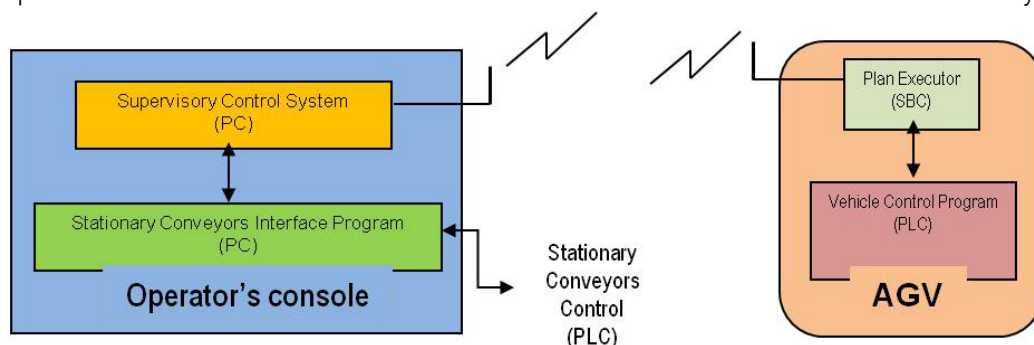 Supervisory Control System
(PC)
Stationary Conveyors Interface Program
(PC)
Operator's console
Stationary
Conveyors
Control
(PLC)
Plan Executor
(SBC)
Vehicle Control Program
(PLC)
AGV